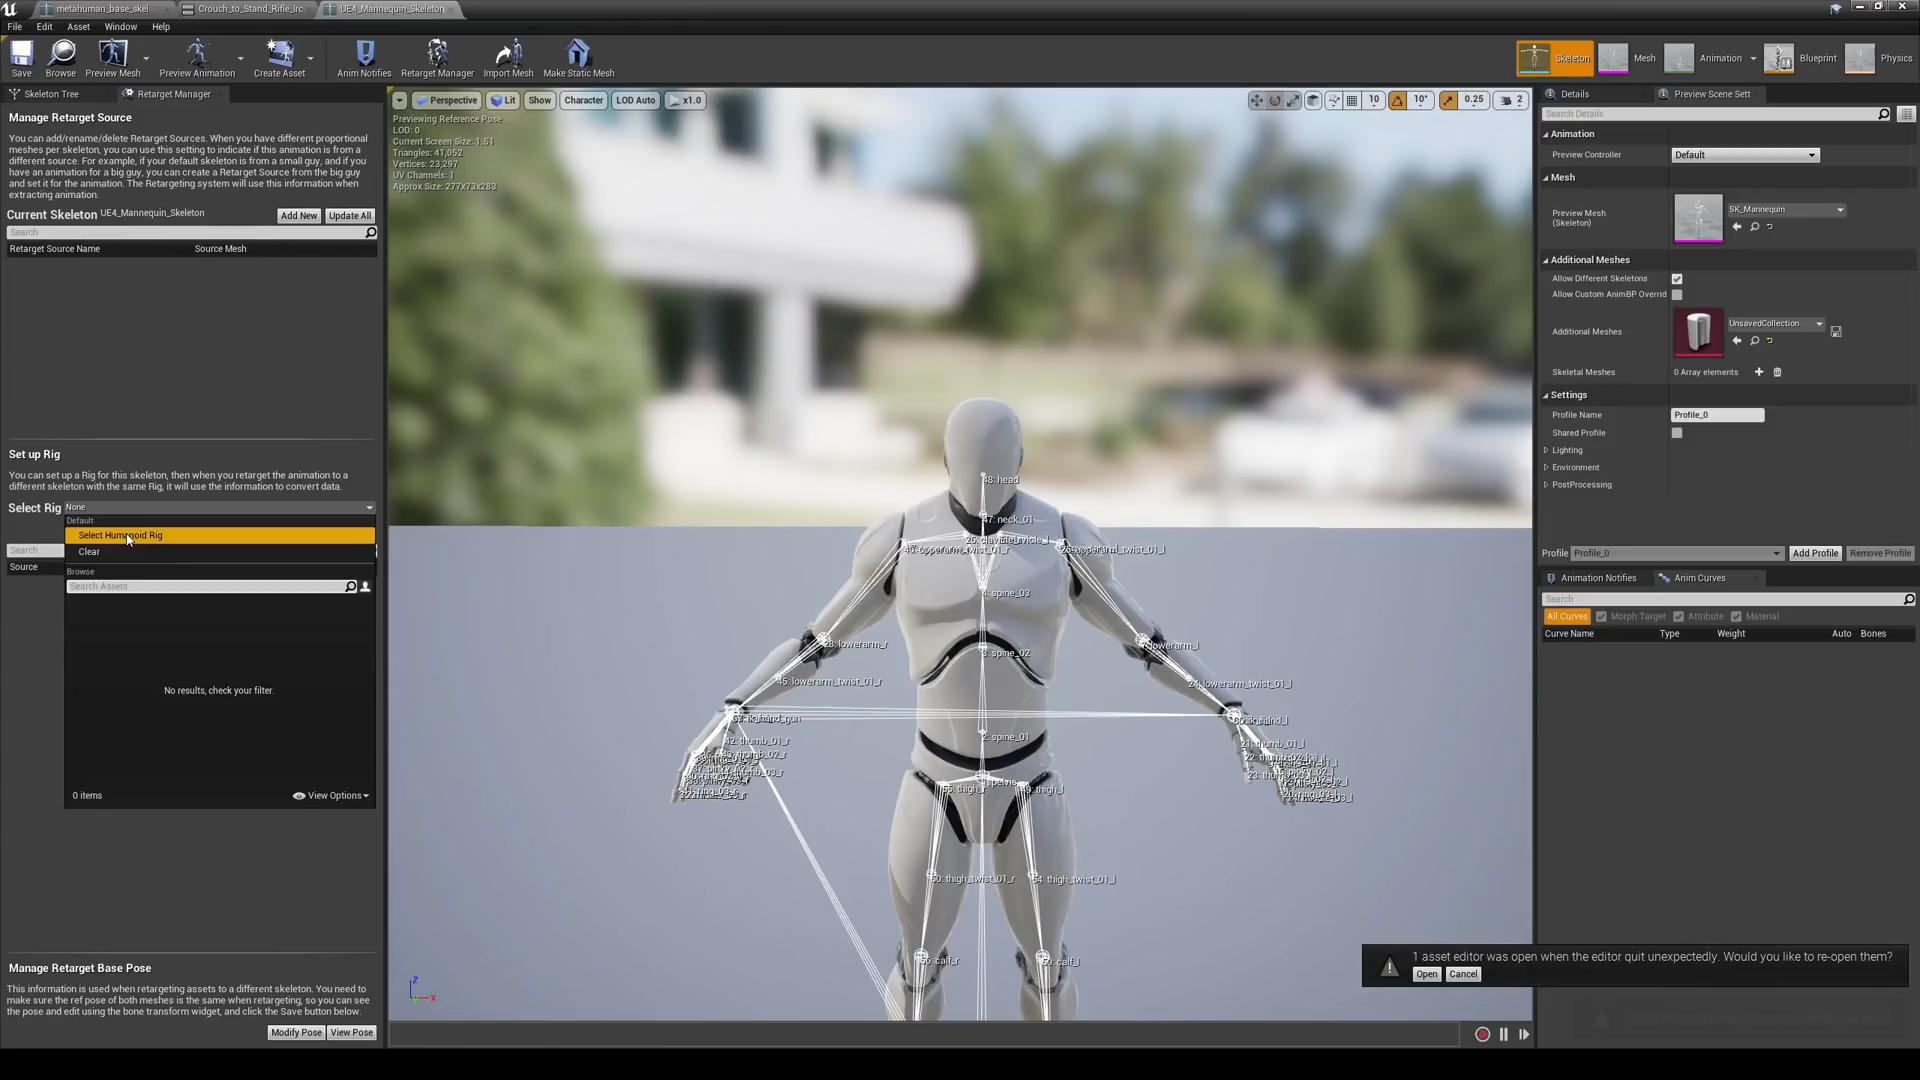 metahuman_base_skel
Crouch_to_Stand_Rifle_Irc
UE4_Mannequin_Skeleton
File Edit Asset Window Help
Save
Browse
Preview Mesh
Preview Animation
Create Asset
Anim Notifies
Retarget Manager
Import Mesh
Make Static Mesh
Skeleton
Mesh
Animation
Blueprint
Physics
Skeleton Tree
Retarget Manager
Manage Retarget Source
You can add/rename/delete Retarget Sources. When you have different proportional
meshes per skeleton, you can use this setting to indicate if this animation is from a
different source. For example, if your default skeleton is from a small guy, and if you
have an animation for a big guy, you can create a Retarget Source from the big guy
and set it for the animation. The Retargeting system will use this information when
extracting animation.
Current Skeleton UE4_Mannequin_Skeleton
Add New
Update All
Search
Retarget Source Name
Source Mesh
Set up Rig
You can set up a Rig for this skeleton, then when you retarget the animation to a
different skeleton with the same Rig, it will use the information to convert data.
Select Rig
None
Default
Select Humanoid Rig
Clear
Search
Source
Browse
Search Assets
No results, check your filter.
0 items
View Options
Manage Retarget Base Pose
This information is used when retargeting assets to a different skeleton. You need to
make sure the ref pose of both meshes is the same when retargeting, so you can see
the pose and edit using the bone transform widget, and click the Save button below.
Modify Pose
View Pose
Perspective
Lit
Show
Character
LOD Auto
x1.0
10
10°
0.25
2
Previewing Reference Pose
LOD: 0
Current Screen Size: 1.51
Triangles: 41,052
Vertices: 23,297
UV Channels: 1
Approx Size: 277x73x283
48: head
47: neck_01
4: spine_03
3: spine_02
2: spine_01
lowerarm_r
lowerarm_l
45: lowerarm_twist_01_r
24: lowerarm_twist_01_l
42: thumb_01_r
21: thumb_01_l
thigh_r
thigh_l
thigh_twist_01_r
54: thigh_twist_01_l
calf_r
calf_l
Z
X
Details
Preview Scene Sett
Search Details
Animation
Preview Controller
Default
Mesh
Preview Mesh
(Skeleton)
SK_Mannequin
Additional Meshes
Allow Different Skeletons
Allow Custom AnimBP Overrid
Additional Meshes
UnsavedCollection
Skeletal Meshes
0 Array elements
Settings
Profile Name
Profile_0
Shared Profile
Lighting
Environment
PostProcessing
Profile
Profile_0
Add Profile
Remove Profile
Animation Notifies
Anim Curves
Search
All Curves
Morph Target
Attribute
Material
Curve Name
Type
Weight
Auto
Bones
1 asset editor was open when the editor quit unexpectedly. Would you like to re-open them?
Open
Cancel